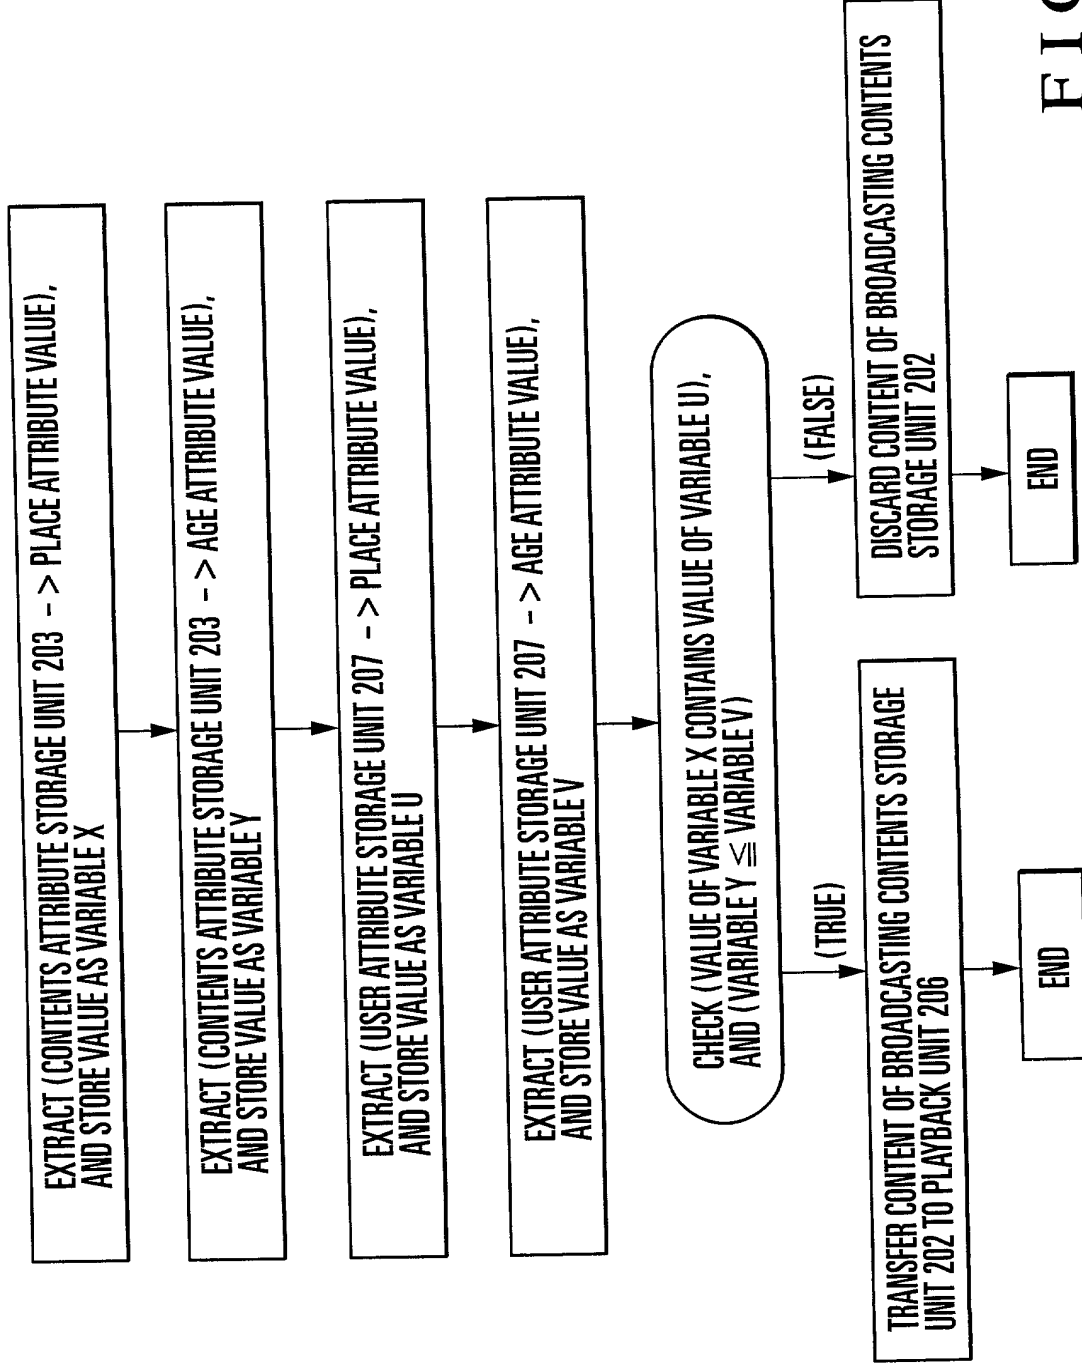 EXTRACT (CONTENTS ATTRIBUTE STORAGE UNIT 203 -> PLACE ATTRIBUTE VALUE),
AND STORE VALUE AS VARIABLE X
EXTRACT (CONTENTS ATTRIBUTE STORAGE UNIT 203 -> AGE ATTRIBUTE VALUE),
AND STORE VALUE AS VARIABLE Y
EXTRACT (USER ATTRIBUTE STORAGE UNIT 207 -> PLACE ATTRIBUTE VALUE),
AND STORE VALUE AS VARIABLE U
EXTRACT (USER ATTRIBUTE STORAGE UNIT 207 -> AGE ATTRIBUTE VALUE),
AND STORE VALUE AS VARIABLE V
CHECK (VALUE OF VARIABLE X CONTAINS VALUE OF VARIABLE U),
AND (VARIABLE Y ≦ VARIABLE V)
(TRUE)
(FALSE)
TRANSFER CONTENT OF BROADCASTING CONTENTS STORAGE
UNIT 202 TO PLAYBACK UNIT 206
DISCARD CONTENT OF BROADCASTING CONTENTS
STORAGE UNIT 202
END
END